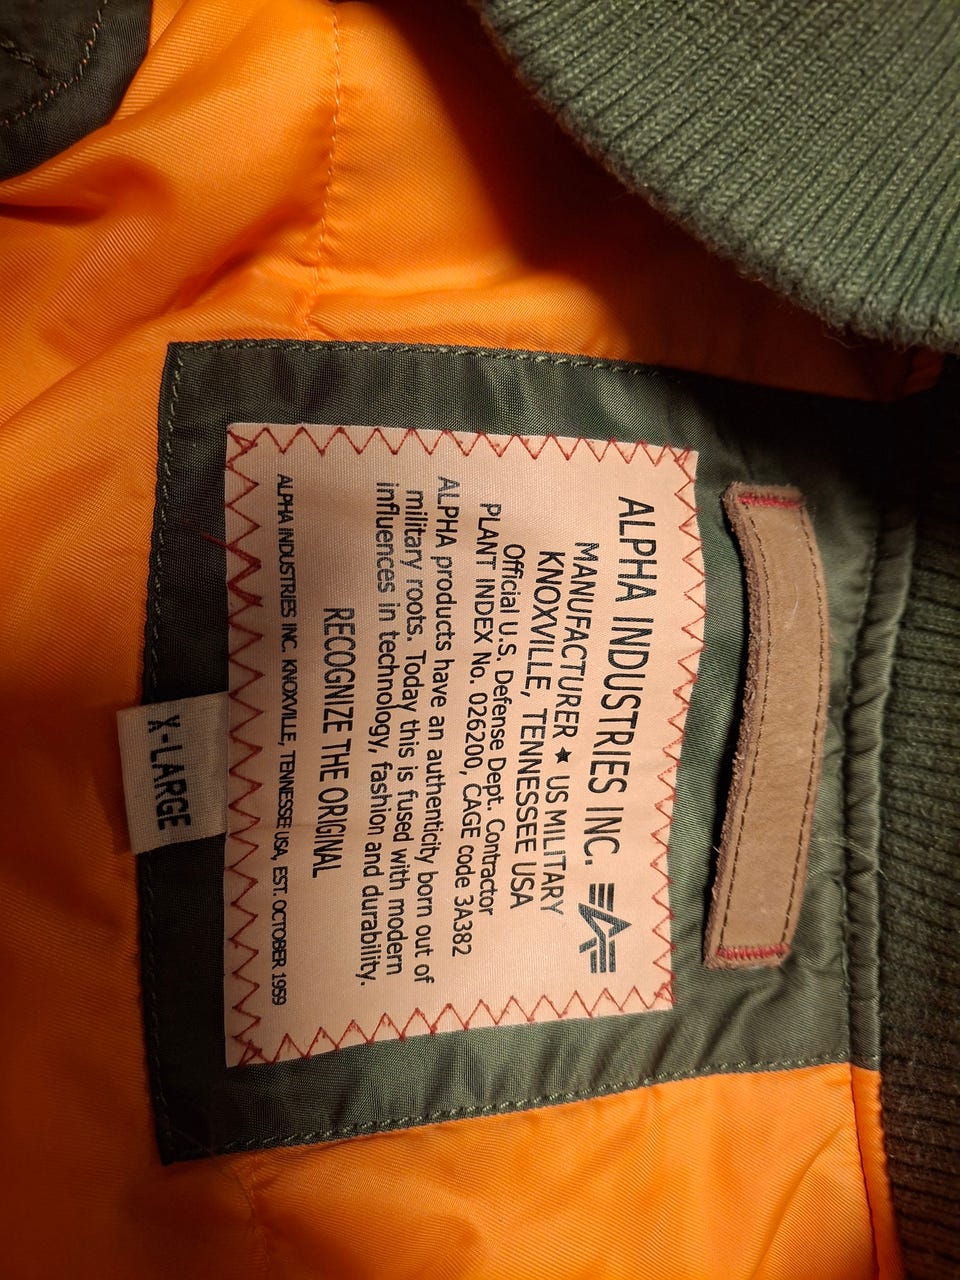 ALPHA INDUSTRIES INC.
MANUFACTURER ★ US MILITARY
KNOXVILLE, TENNESSEE USA
Official U.S. Defense Dept. Contractor
PLANT INDEX No. 026200, CAGE code 3A382
ALPHA products have an authenticity born out of
military roots. Today this is fused with modern
influences in technology, fashion and durability.
RECOGNIZE THE ORIGINAL
ALPHA INDUSTRIES INC. KNOXVILLE, TENNESSEE USA, EST. OCTOBER 1959
X-LARGE